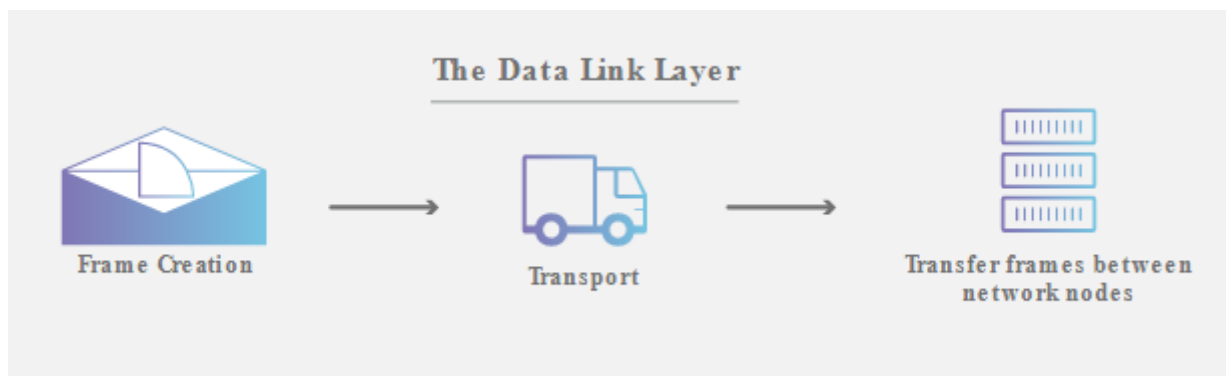 The Data Link Layer
Frame Creation
Transport
Transfer frames between
network nodes